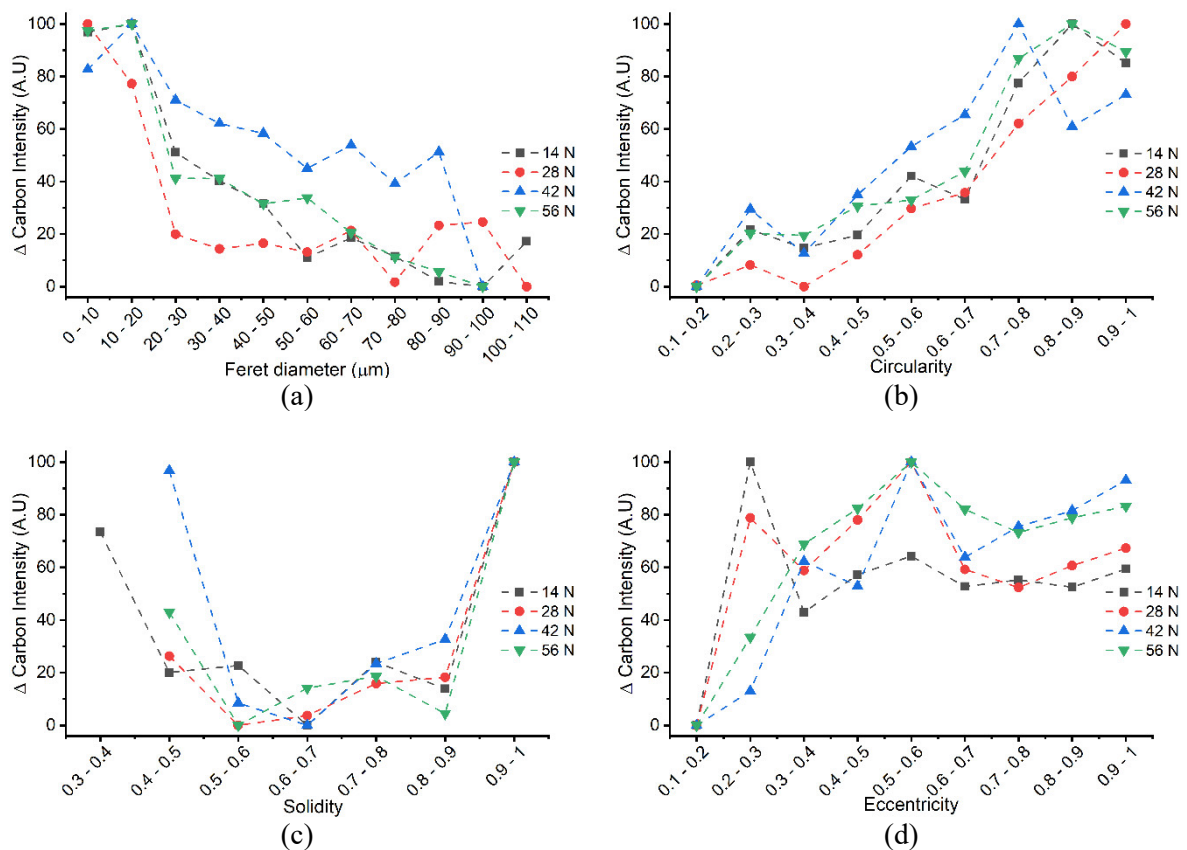 100
80
60
40
20
0
Δ Carbon Intensity (A.U)
14 N
28 N
42 N
56 N
0 - 10
10 - 20
20 - 30
30 - 40
40 - 50
50 - 60
60 - 70
70 -80
80 - 90
90 - 100
100 - 110
Feret diameter (μm)
(a)
100
80
60
40
20
0
Δ Carbon Intensity (A.U)
14 N
28 N
42 N
56 N
0.1 - 0.2
0.2 - 0.3
0.3 - 0.4
0.4 - 0.5
0.5 - 0.6
0.6 - 0.7
0.7 - 0.8
0.8 - 0.9
0.9 - 1
Circularity
(b)
100
80
60
40
20
0
Δ Carbon Intensity (A.U)
14 N
28 N
42 N
56 N
0.3 - 0.4
0.4 - 0.5
0.5 - 0.6
0.6 - 0.7
0.7 - 0.8
0.8 - 0.9
0.9 - 1
Solidity
(c)
100
80
60
40
20
0
Δ Carbon Intensity (A.U)
14 N
28 N
42 N
56 N
0.1 - 0.2
0.2 - 0.3
0.3 - 0.4
0.4 - 0.5
0.5 - 0.6
0.6 - 0.7
0.7 - 0.8
0.8 - 0.9
0.9 - 1
Eccentricity
(d)